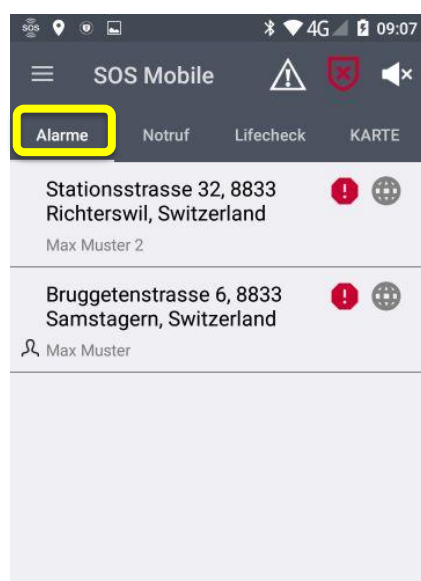 SOS 4G 09:07
SOS Mobile
Alarme Notruf Lifecheck KARTE
Stationsstrasse 32, 8833
Richterswil, Switzerland
Max Muster 2
Bruggetenstrasse 6, 8833
Samstagern, Switzerland
Max Muster